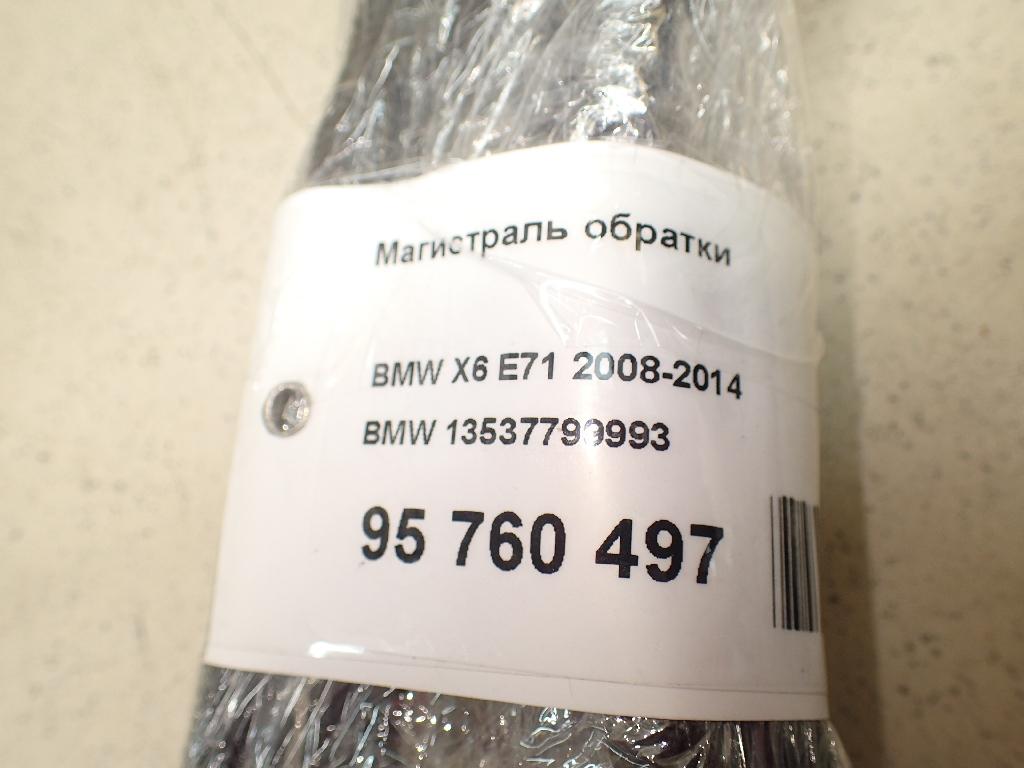 Магистраль обратки
BMW X6 E71 2008-2014
BMW 13537799993
95 760 497